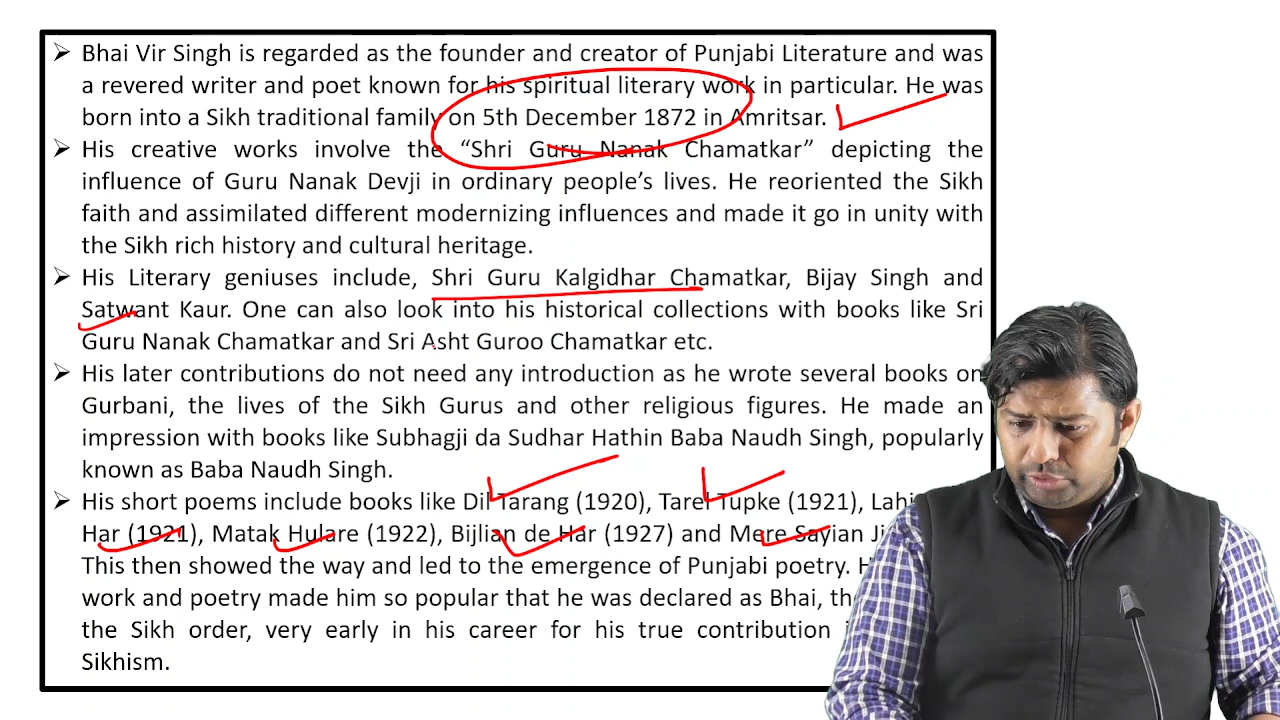 ➢ Bhai Vir Singh is regarded as the founder and creator of Punjabi Literature and was
a revered writer and poet known for his spiritual literary work in particular. He was
born into a Sikh traditional family on 5th December 1872 in Amritsar.
➢ His creative works involve the “Shri Guru Nanak Chamatkar” depicting the
influence of Guru Nanak Devji in ordinary people’s lives. He reoriented the Sikh
faith and assimilated different modernizing influences and made it go in unity with
the Sikh rich history and cultural heritage.
➢ His Literary geniuses include, Shri Guru Kalgidhar Chamatkar, Bijay Singh and
Satwant Kaur. One can also look into his historical collections with books like Sri
Guru Nanak Chamatkar and Sri Asht Guroo Chamatkar etc.
➢ His later contributions do not need any introduction as he wrote several books on
Gurbani, the lives of the Sikh Gurus and other religious figures. He made an
impression with books like Subhagji da Sudhar Hathin Baba Naudh Singh, popularly
known as Baba Naudh Singh.
➢ His short poems include books like Dil Tarang (1920), Tarel Tupke (1921),
Har (1921), Matak Hulare (1922), Bijlian de Har (1927) and Mere Sayian
This then showed the way and led to the emergence of Punjabi poetry.
work and poetry made him so popular that he was declared as Bhai,
the Sikh order, very early in his career for his true contribution
Sikhism.